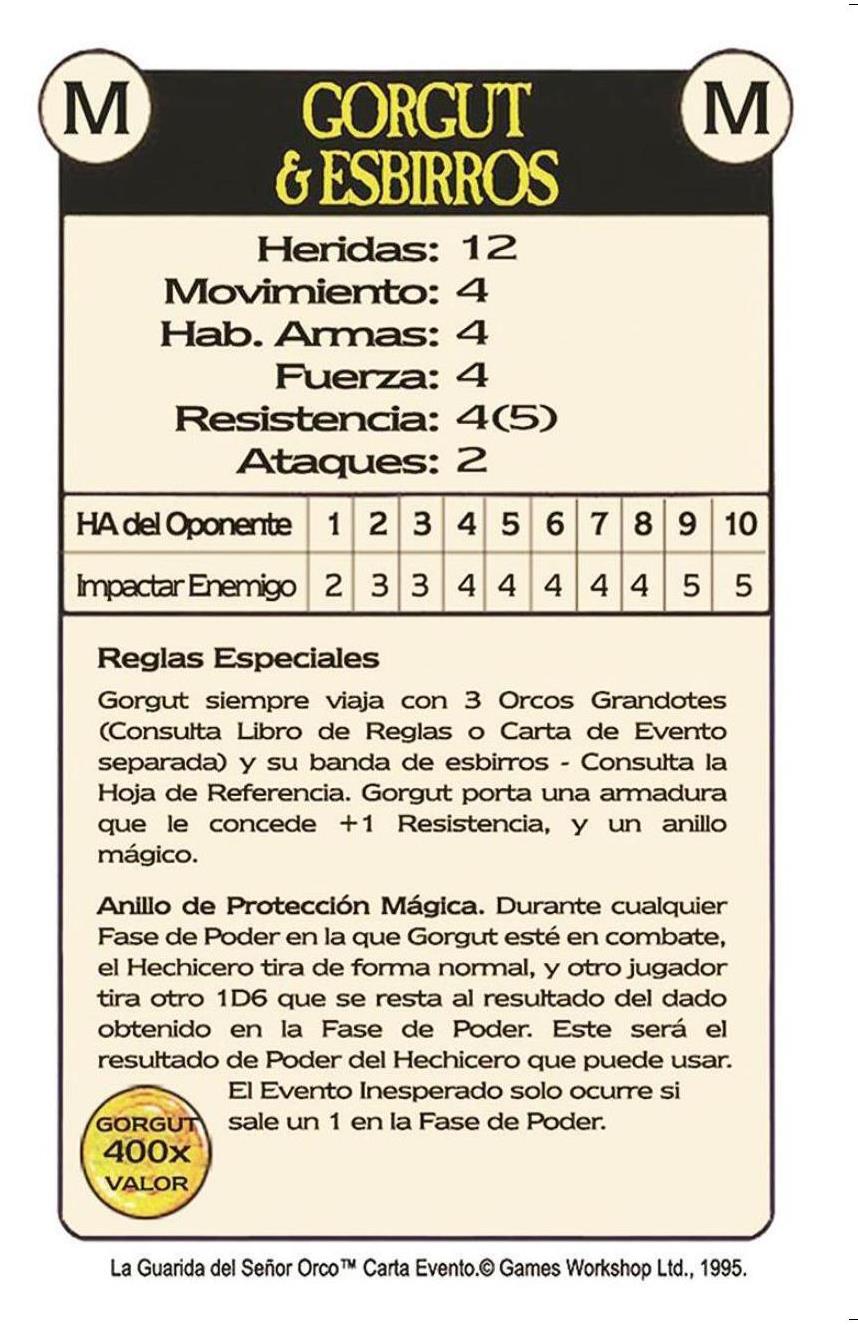 M
GORGUT
& ESBIRROS
M
Heridas: 12
Movimiento: 4
Hab. Armas: 4
Fuerza: 4
Resistencia: 4(5)
Ataques: 2
HA del Oponente 1 2 3 4 5 6 7 8 9 10
Impactar Enemigo 2 3 3 4 4 4 4 4 5 5
Reglas Especiales
Gorgut siempre viaja con 3 Orcos Grandotes
(Consulta Libro de Reglas o Carta de Evento
separada) y su banda de esbirros - Consulta la
Hoja de Referencia. Gorgut porta una armadura
que le concede +1 Resistencia, y un anillo
mágico.
Anillo de Protección Mágica. Durante cualquier
Fase de Poder en la que Gorgut esté en combate,
el Hechicero tira de forma normal, y otro jugador
tira otro 1D6 que se resta al resultado del dado
obtenido en la Fase de Poder. Este será el
resultado de Poder del Hechicero que puede usar.
El Evento Inesperado solo ocurre si
sale un 1 en la Fase de Poder.
GORGUT
400x
VALOR
La Guarida del Señor Orco™ Carta Evento.© Games Workshop Ltd., 1995.